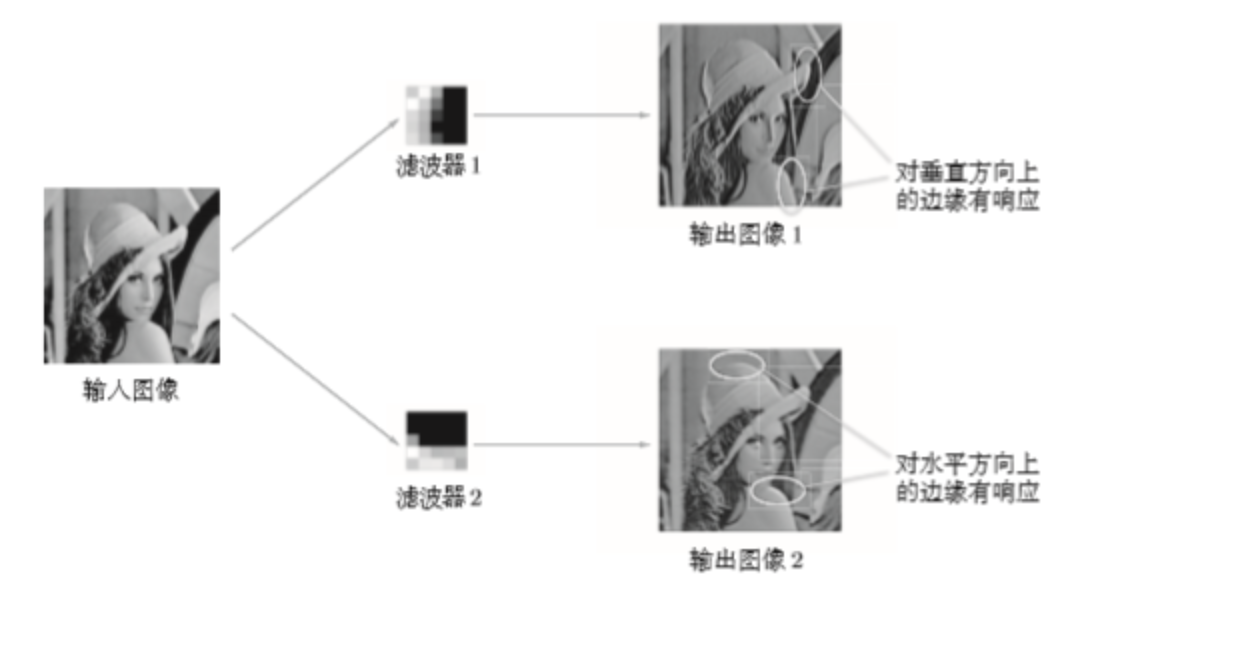 滤波器1
对垂直方向上
的边缘有响应
输出图像1
输人图像
对水平方向上
的边缘有响应
滤波器2
输出图像2